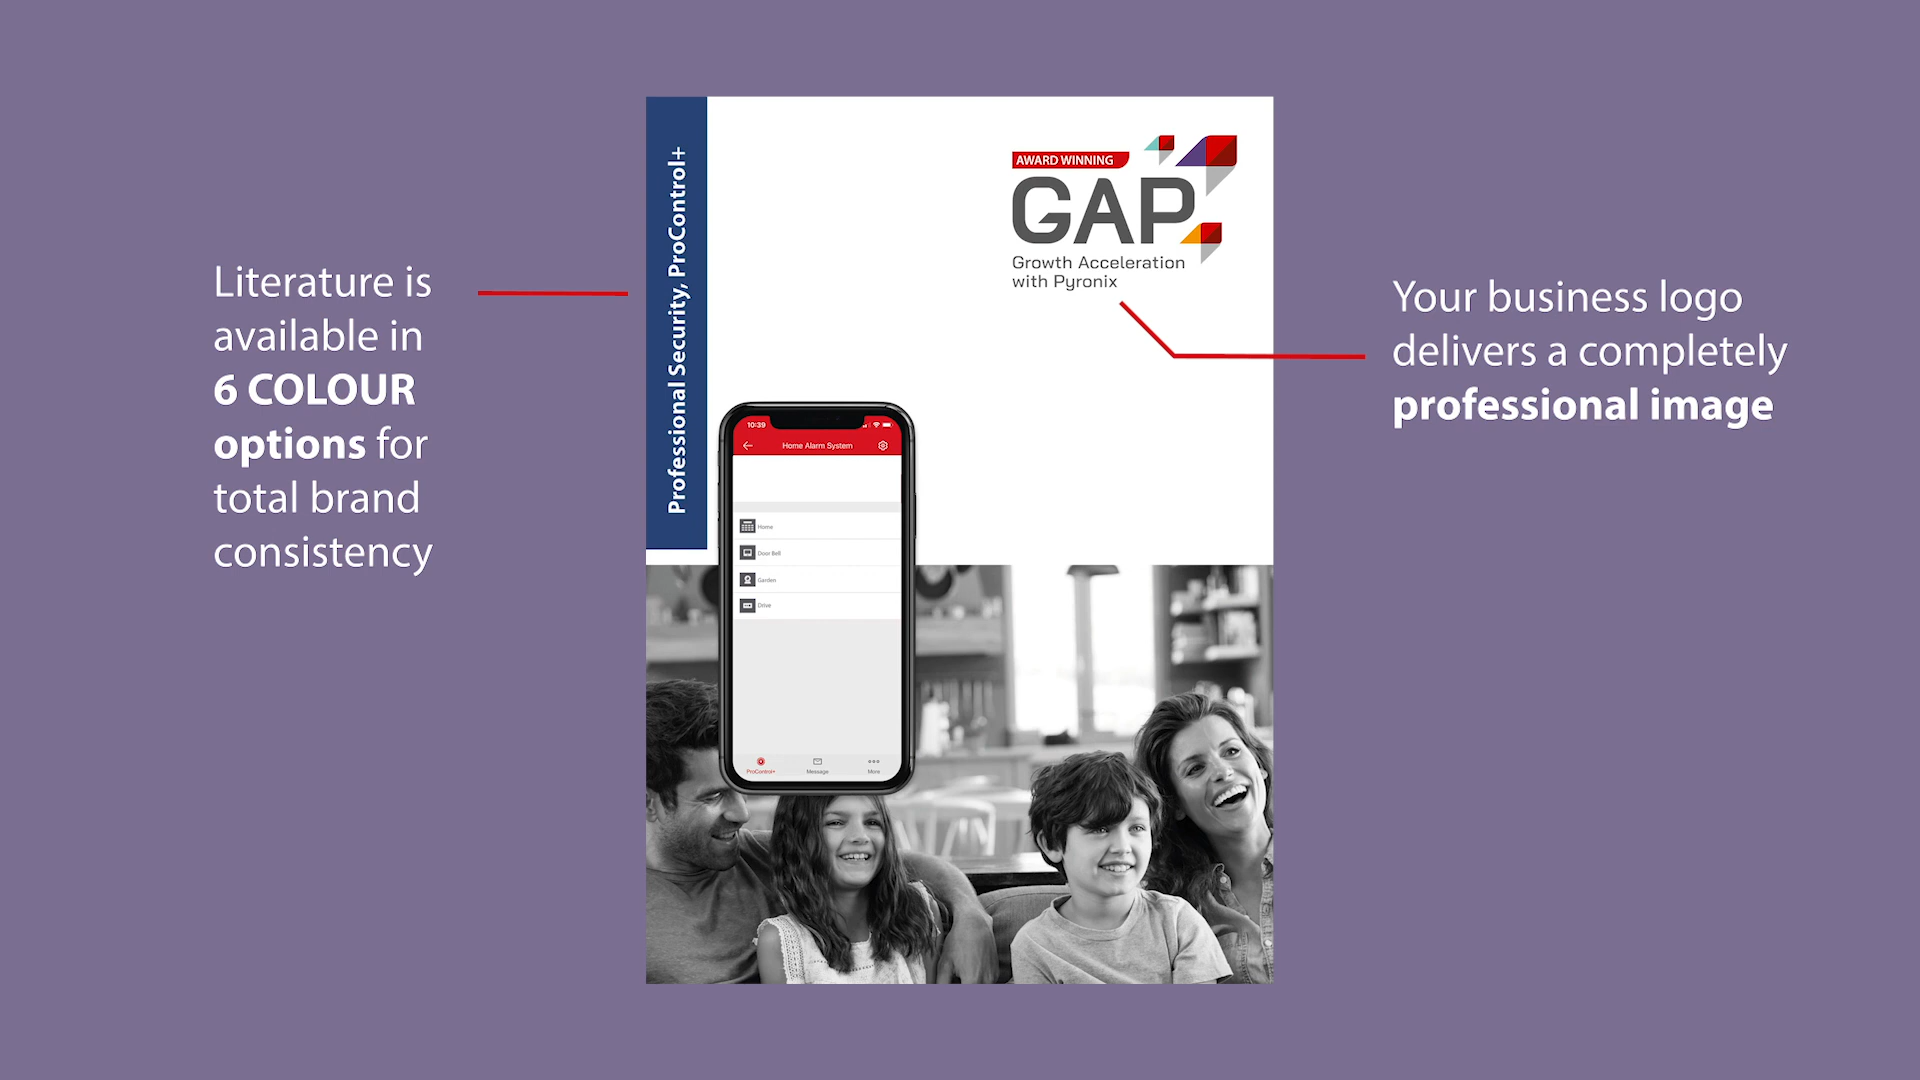 Literature is
available in
6 COLOUR
options for
total brand
consistency
Professional Security, ProControl+
AWARD WINNING
GAP
Growth Acceleration
with Pyronix
Your business logo
delivers a completely
professional image
10:39
Home Alarm System
Home
Door Bell
Garden
Drive
ProControl+
Message
More